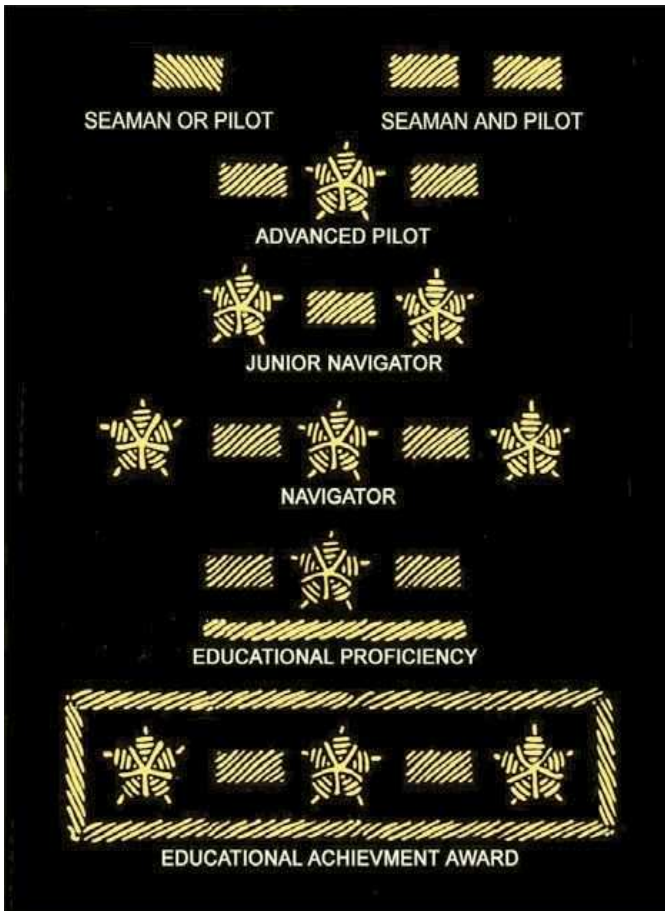 SEAMAN OR PILOT
SEAMAN AND PILOT
ADVANCED PILOT
JUNIOR NAVIGATOR
NAVIGATOR
EDUCATIONAL PROFICIENCY
EDUCATIONAL ACHIEVMENT AWARD